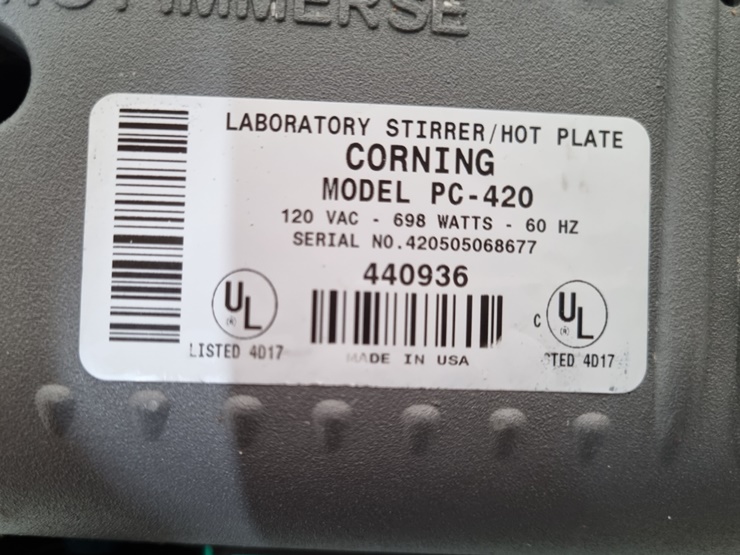 IMMERSE
LABORATORY STIRRER/HOT PLATE
CORNING
MODEL PC-420
120 VAC - 698 WATTS - 60 HZ
SERIAL NO.420505068677
440936
UL
(R)
LISTED 4D17
MADE IN USA
C UL
(R)
4D17